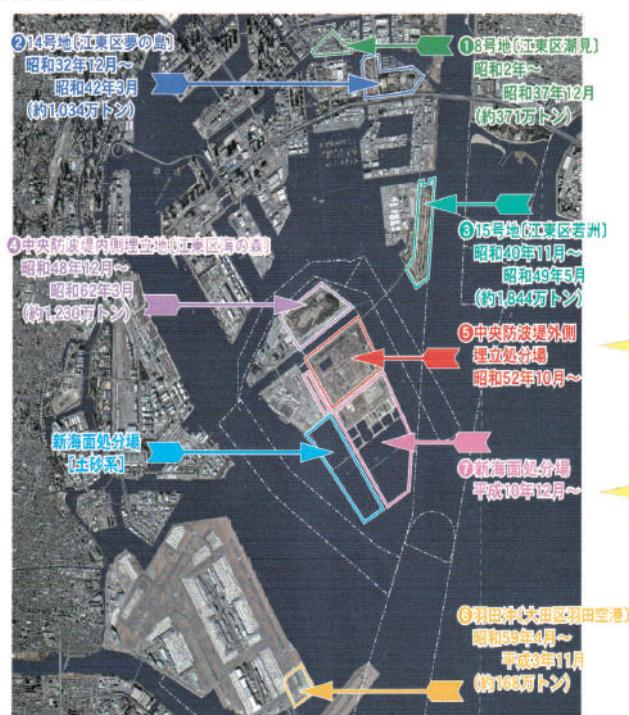 ②14号地〔江東区夢の島〕
昭和32年12月～
昭和42年3月
(約1,034万トン)
①8号地〔江東区潮見〕
昭和2年～
昭和37年12月
(約371万トン)
③15号地〔江東区若洲〕
昭和40年11月～
昭和49年5月
(約1,844万トン)
④中央防波堤内側埋立地〔江東区海の森〕
昭和48年12月～
昭和62年3月
(約1,230万トン)
⑤中央防波堤外側
埋立処分場
昭和52年10月～
新海面処分場
[土砂系]
⑦新海面処分場
平成10年12月～
⑥羽田沖〔大田区羽田空港〕
昭和59年4月～
平成3年11月
(約168万トン)